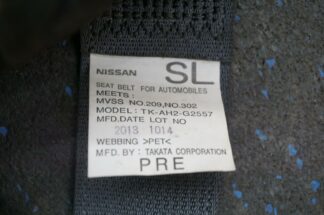 NISSAN SL
SEAT BELT FOR AUTOMOBILES
MEETS:
MVSS NO.209,NO.302
MODEL: TK-AH2-G2557
MFD.DATE LOT NO
2013 1014
WEBBING >PET<
MFD. BY: TAKATA CORPORATION
PRE